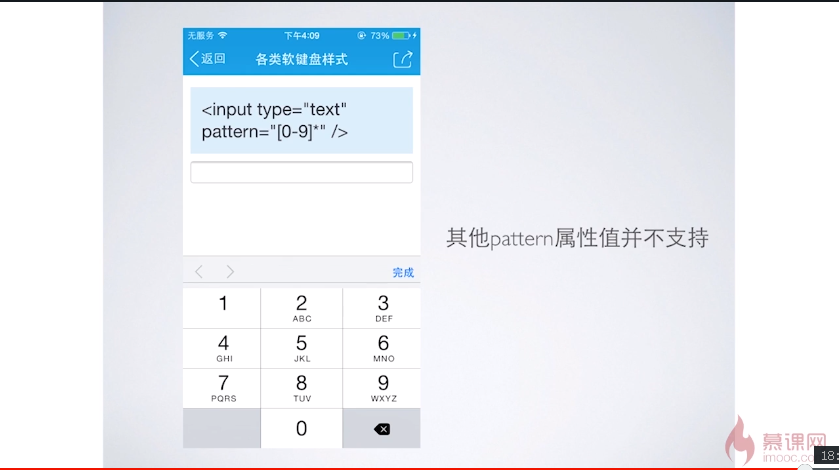 无服务 下午4:09 73%
返回 各类软键盘样式
<input type="text"
pattern="[0-9]*" />
其他pattern属性值并不支持
完成
1 2 3
ABC DEF
4 5 6
GHI JKL MNO
7 8 9
PQRS TUV WXYZ
0
慕课网
imooc.co
18: